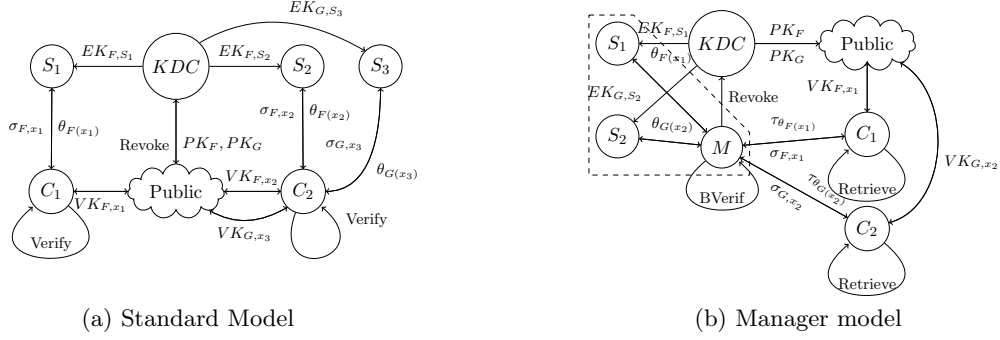 EK_{G,S_3}
EK_{F,S_1}
EK_{F,S_2}
S_1
KDC
S_2
S_3
σ_{F,x_1}
θ_{F(x_1)}
σ_{F,x_2}
θ_{F(x_2)}
σ_{G,x_3}
Revoke
PK_F, PK_G
θ_{G(x_3)}
C_1
Public
VK_{F,x_2}
C_2
VK_{F,x_1}
VK_{G,x_3}
Verify
Verify
(a) Standard Model
EK_{F,S_1}
PK_F
S_1
θ_{F(x_1)}
KDC
PK_G
Public
EK_{G,S_2}
Revoke
VK_{F,x_1}
S_2
θ_{G(x_2)}
M
τ_{θ_{F(x_1)}}
σ_{F,x_1}
C_1
VK_{G,x_2}
BVerif
σ_{G,x_2}
τ_{θ_{G(x_2)}}
Retrieve
C_2
Retrieve
(b) Manager model